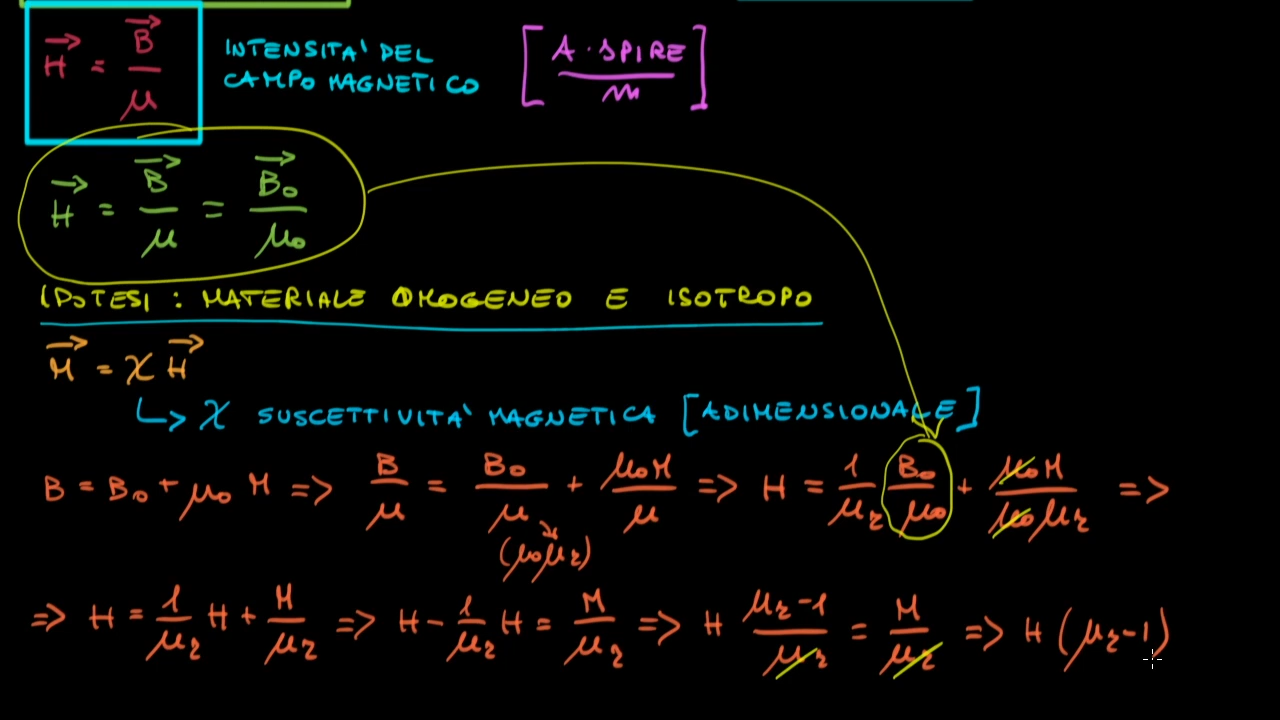 H⃗ = B⃗/μ INTENSITA' DEL CAMPO MAGNETICO [A · SPIRE / m]
H⃗ = B⃗/μ = B⃗₀/μ₀
IPOTESI : MATERIALE OMOGENEO E ISOTROPO
M⃗ = χ H⃗
↳ χ SUSCETTIVITA' MAGNETICA [ADIMENSIONALE]
B = B₀ + μ₀ M => B/μ = B₀/μ + μ₀M/μ => H = 1/μr B₀/μ₀ + μ₀M/μ₀μr =>
(μ₀μr)
=> H = 1/μr H + M/μr => H - 1/μr H = M/μr => H μr-1/μr = M/μr => H (μr-1)